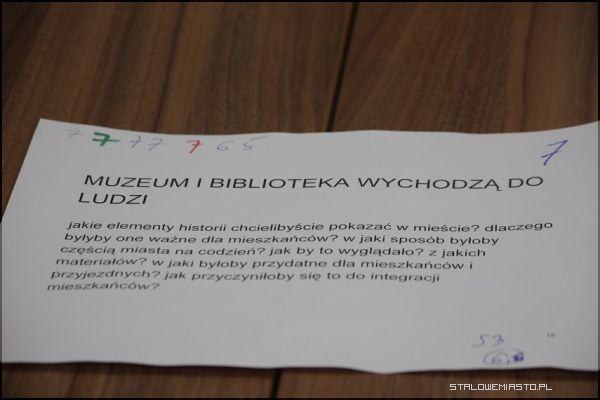 7 7 7 7 7 6 5
7
MUZEUM I BIBLIOTEKA WYCHODZĄ DO
LUDZI
jakie elementy historii chcielibyście pokazać w mieście? dlaczego
byłyby one ważne dla mieszkańców? w jaki sposób byłoby
częścią miasta na codzień? jak by to wyglądało? z jakich
materiałów? w jaki byłoby przydatne dla mieszkańców i
przyjezdnych? jak przyczyniłoby się to do integracji
mieszkańców?
53
STALOWEMIASTO.PL